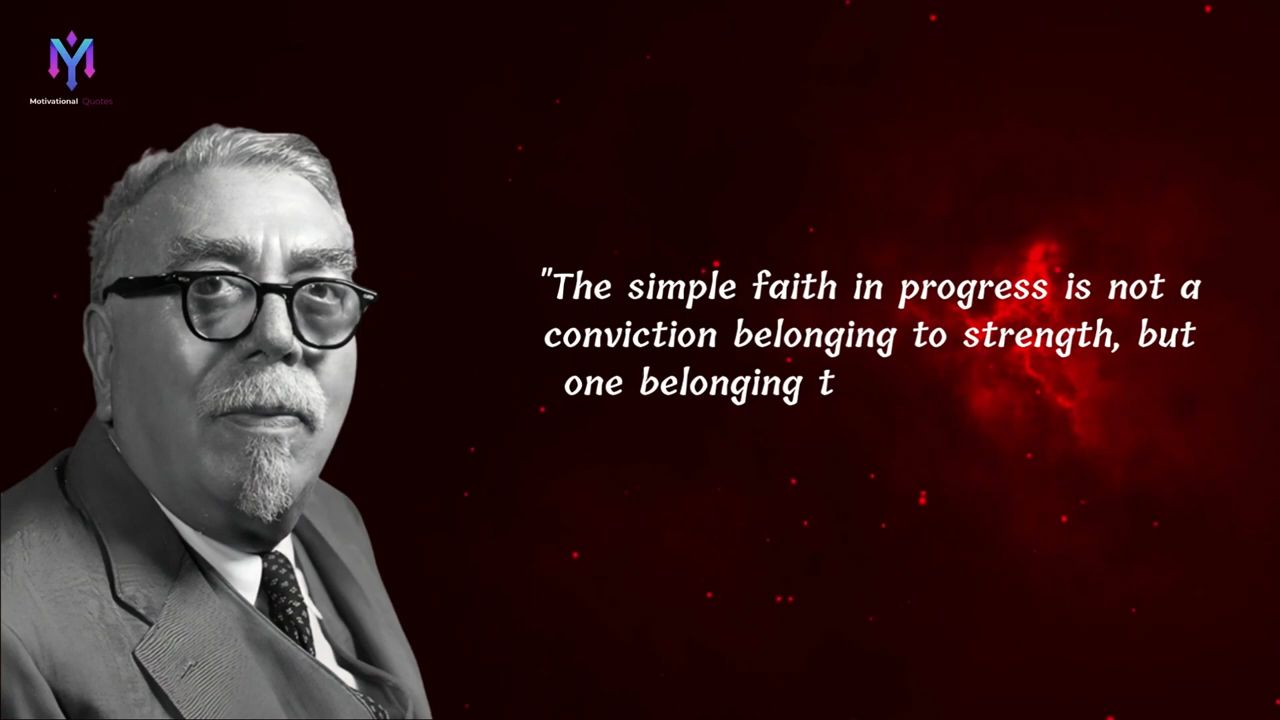 Motivational Quotes
"The simple faith in progress is not a
conviction belonging to strength, but
one belonging t